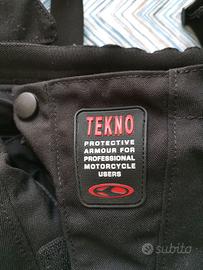 TEKNO
PROTECTIVE
ARMOUR FOR
PROFESSIONAL
MOTORCYCLE
USERS
subito